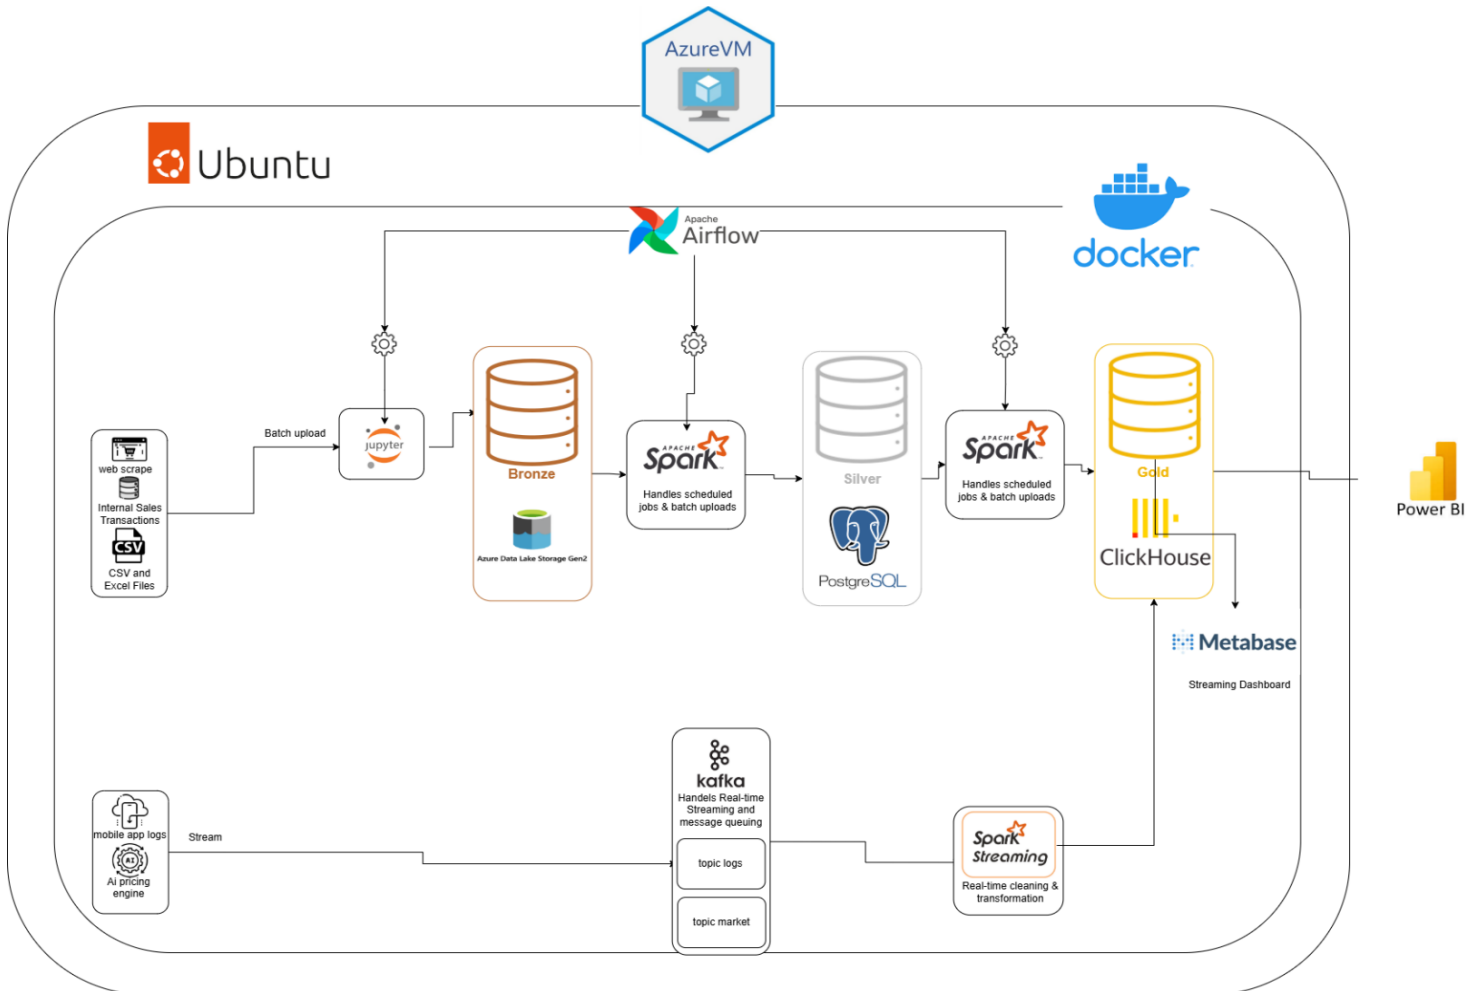 AzureVM
Ubuntu
docker
Apache
Airflow
Batch upload
web scrape
Internal Sales
Transactions
CSV
CSV and
Excel Files
jupyter
Bronze
Azure Data Lake Storage Gen2
APACHE
Spark
Handles scheduled
jobs & batch uploads
Silver
PostgreSQL
APACHE
Spark
Handles scheduled
jobs & batch uploads
Gold
ClickHouse
Power BI
Metabase
Streaming Dashboard
mobile app logs
AI
Ai pricing
engine
Stream
kafka
Handels Real-time
Streaming and
message queuing
topic logs
topic market
Spark
Streaming
Real-time cleaning &
transformation